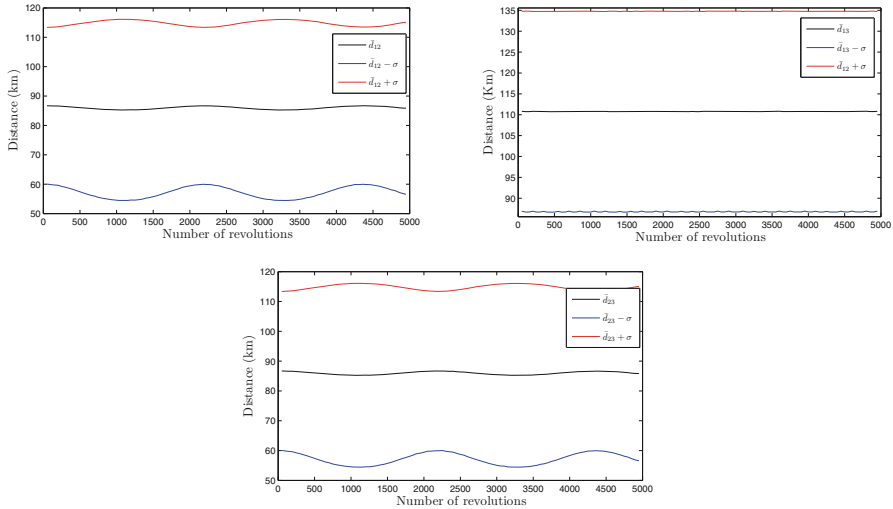 120
110
100
90
80
70
60
50
Distance (km)
0 500 1000 1500 2000 2500 3000 3500 4000 4500 5000
Number of revolutions
d̄₁₂
d̄₁₂ − σ
d̄₁₂ + σ
135
130
125
120
115
110
105
100
95
90
Distance (Km)
0 500 1000 1500 2000 2500 3000 3500 4000 4500 5000
Number of revolutions
d̄₁₃
d̄₁₃ − σ
d̄₁₂ + σ
120
110
100
90
80
70
60
50
Distance (km)
0 500 1000 1500 2000 2500 3000 3500 4000 4500 5000
Number of revolutions
d̄₂₃
d̄₂₃ − σ
d̄₂₃ + σ